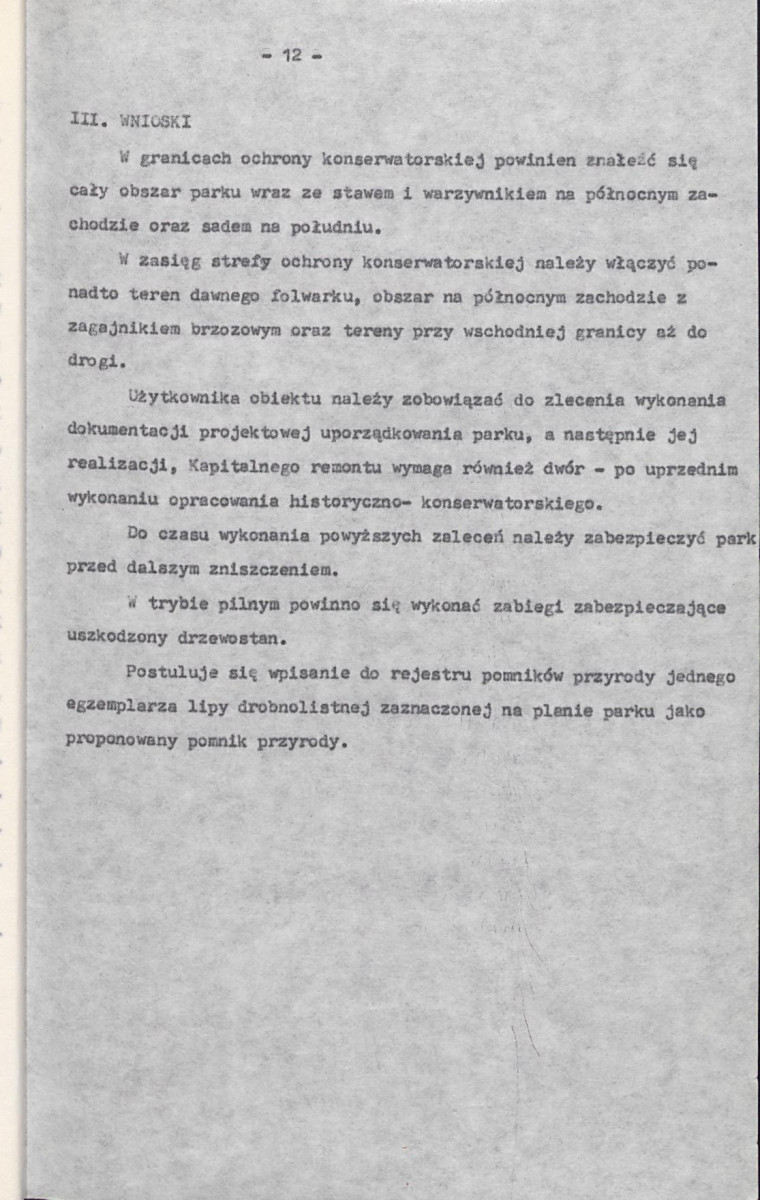 - 12 -
III. WNIOSKI
W granicach ochrony konserwatorskiej powinien znaleźć się
cały obszar parku wraz ze stawem i warzywnikiem na północnym za-
chodzie oraz sadem na południu.
W zasięg strefy ochrony konserwatorskiej należy włączyć po-
nadto teren dawnego folwarku, obszar na północnym zachodzie z
zagajnikiem brzozowym oraz tereny przy wschodniej granicy aż do
drogi.
Użytkownika obiektu należy zobowiązać do zlecenia wykonania
dokumentacji projektowej uporządkowania parku, a następnie jej
realizacji, Kapitalnego remontu wymaga również dwór - po uprzednim
wykonaniu opracowania historyczno- konserwatorskiego.
Do czasu wykonania powyższych zaleceń należy zabezpieczyć park
przed dalszym zniszczeniem.
W trybie pilnym powinno się wykonać zabiegi zabezpieczające
uszkodzony drzewostan.
Postuluje się wpisanie do rejestru pomników przyrody jednego
egzemplarza lipy drobnolistnej zaznaczonej na planie parku jako
proponowany pomnik przyrody.